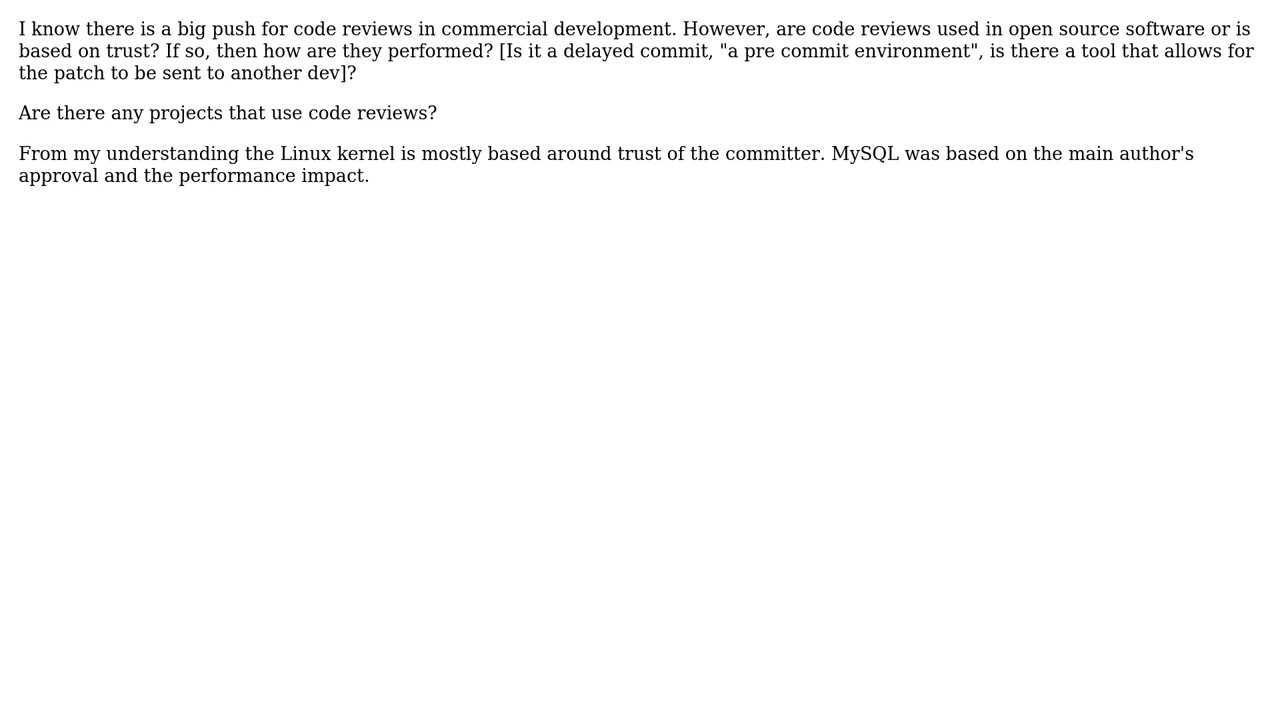 I know there is a big push for code reviews in commercial development. However, are code reviews used in open source software or is
based on trust? If so, then how are they performed? [Is it a delayed commit, "a pre commit environment", is there a tool that allows for
the patch to be sent to another dev]?
Are there any projects that use code reviews?
From my understanding the Linux kernel is mostly based around trust of the committer. MySQL was based on the main author's
approval and the performance impact.